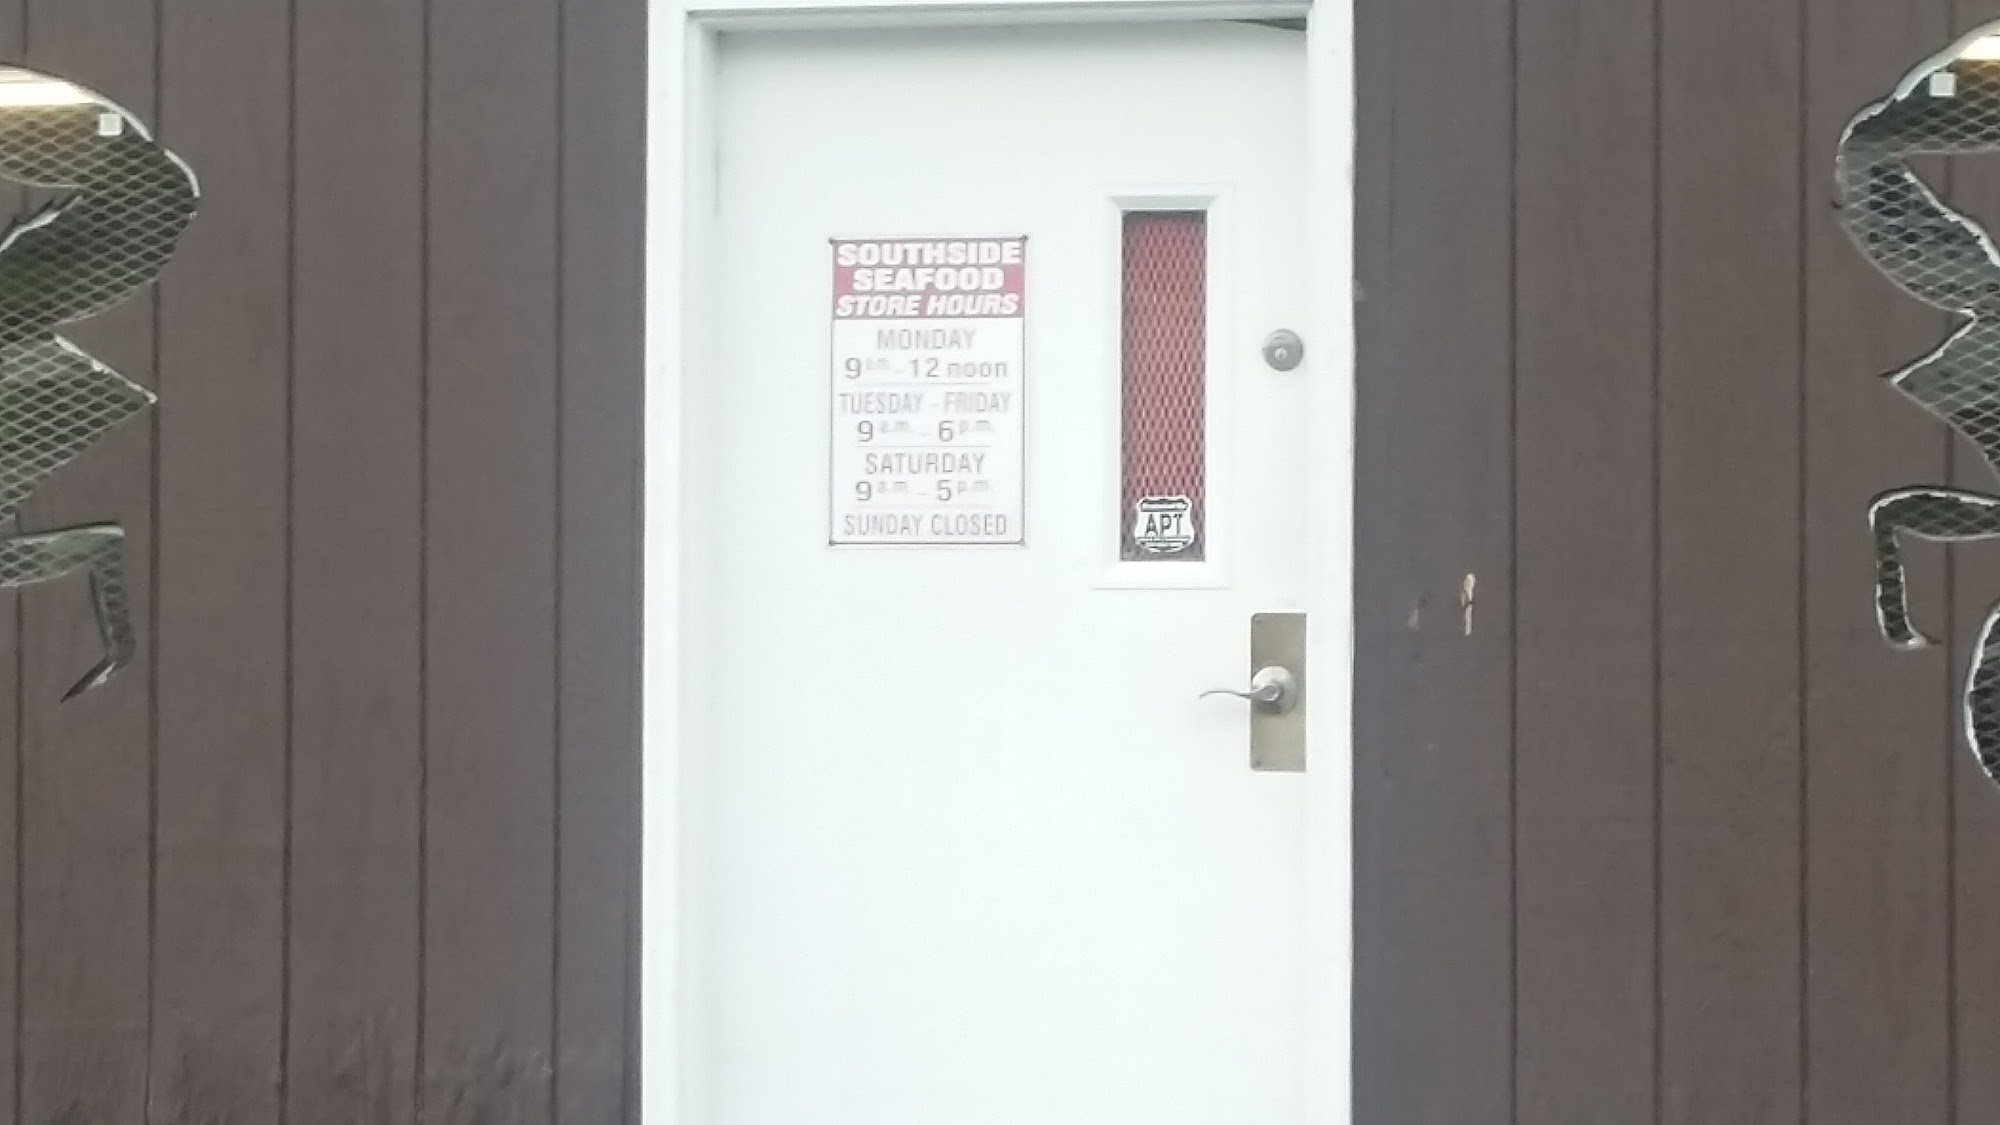 SOUTHSIDE
SEAFOOD
STORE HOURS
MONDAY
9 a.m. - 12 noon
TUESDAY - FRIDAY
9 a.m. - 6 p.m.
SATURDAY
9 a.m. - 5 p.m.
SUNDAY CLOSED
APT